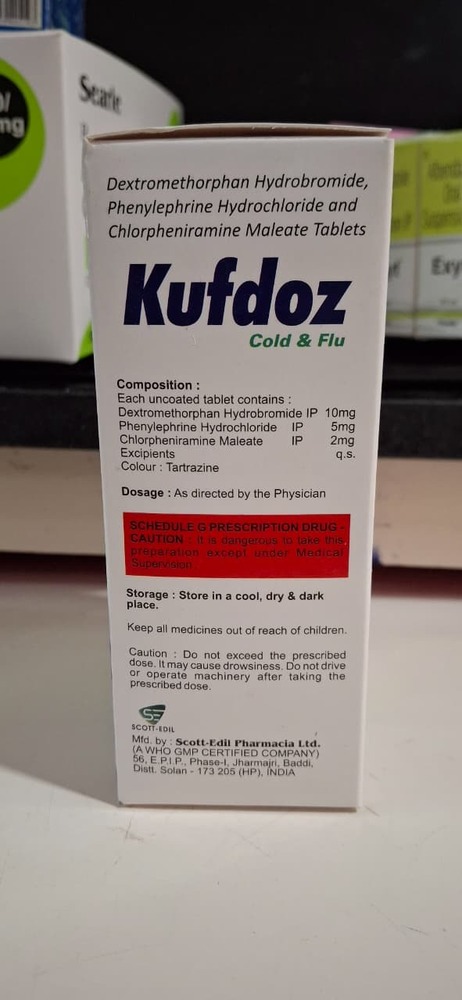 Searle
mg
Dextromethorphan Hydrobromide,
Phenylephrine Hydrochloride and
Chlorpheniramine Maleate Tablets
Kufdoz
Cold & Flu
Exy
Composition :
Each uncoated tablet contains :
Dextromethorphan Hydrobromide IP 10mg
Phenylephrine Hydrochloride IP 5mg
Chlorpheniramine Maleate IP 2mg
Excipients q.s.
Colour : Tartrazine
Dosage : As directed by the Physician
SCHEDULE G PRESCRIPTION DRUG -
CAUTION : It is dangerous to take this
preparation except under Medical
Supervision
Storage : Store in a cool, dry & dark
place.
Keep all medicines out of reach of children.
Caution : Do not exceed the prescribed
dose. It may cause drowsiness. Do not drive
or operate machinery after taking the
prescribed dose.
SCOTT-EDIL
Mfd. by : Scott-Edil Pharmacia Ltd.
(A WHO GMP CERTIFIED COMPANY)
56, E.P.I.P., Phase-I, Jharmajri, Baddi,
Distt. Solan - 173 205 (HP), INDIA